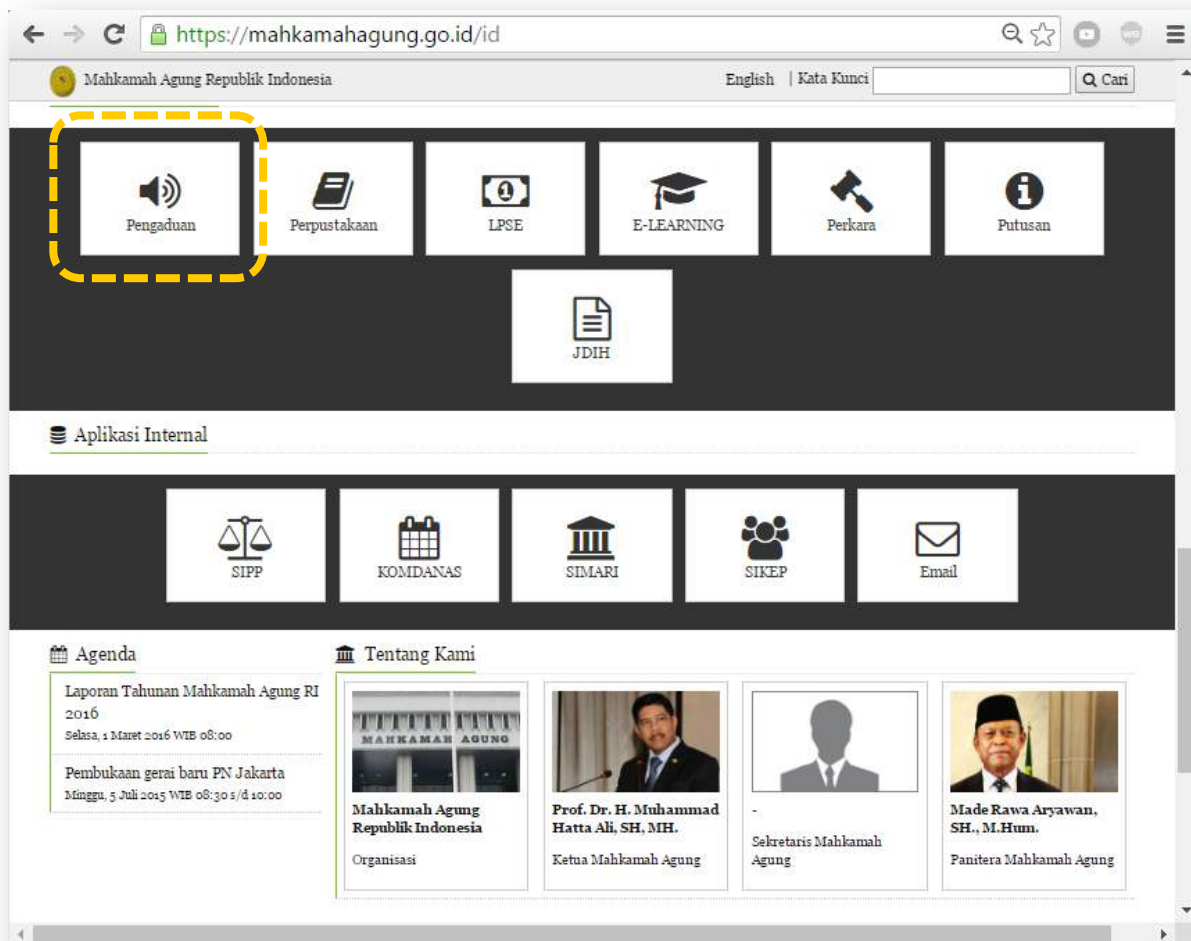 https://mahkamahagung.go.id/id
Mahkamah Agung Republik Indonesia English | Kata Kunci Cari
Pengaduan Perpustakaan LPSE E-LEARNING Perkara Putusan
JDIH
Aplikasi Internal
SIPP KOMDANAS SIMARI SIKEP Email
Agenda
Laporan Tahunan Mahkamah Agung RI
2016
Selasa, 1 Maret 2016 WIB 08:00
Pembukaan gerai baru PN Jakarta
Minggu, 5 Juli 2015 WIB 08:30 s/d 10:00
Tentang Kami
MAHKAMAH AGUNG
Mahkamah Agung
Republik Indonesia
Organisasi
Prof. Dr. H. Muhammad
Hatta Ali, SH, MH.
Ketua Mahkamah Agung
-
Sekretaris Mahkamah
Agung
Made Rawa Aryawan,
SH., M.Hum.
Panitera Mahkamah Agung